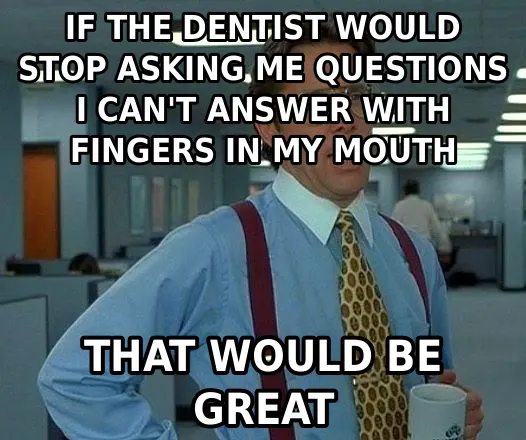 IF THE DENTIST WOULD
STOP ASKING ME QUESTIONS
I CAN'T ANSWER WITH
FINGERS IN MY MOUTH
THAT WOULD BE
GREAT